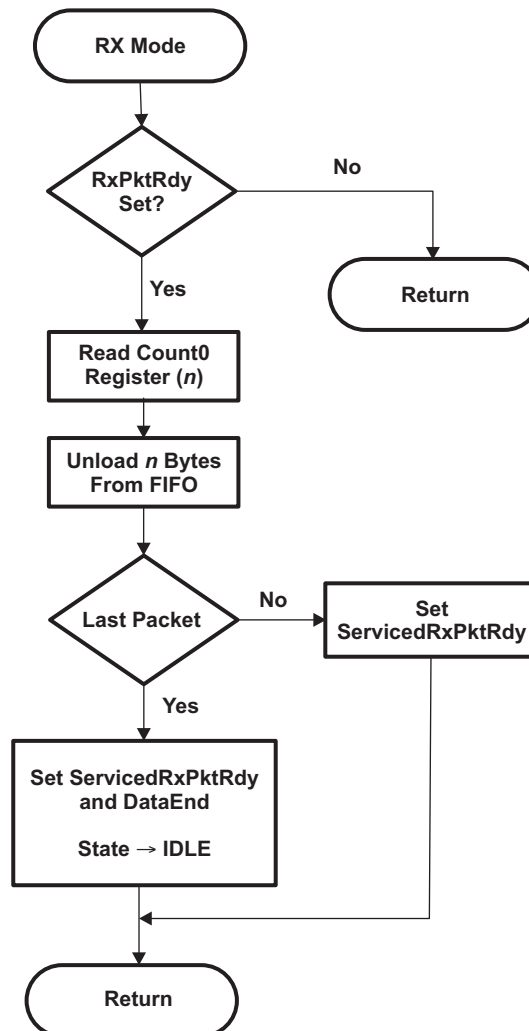 RX Mode
RxPktRdy
Set?
No
Return
Yes
Read Count0
Register (n)
Unload n Bytes
From FIFO
Last Packet
No
Set
ServicedRxPktRdy
Yes
Set ServicedRxPktRdy
and DataEnd
State → IDLE
Return